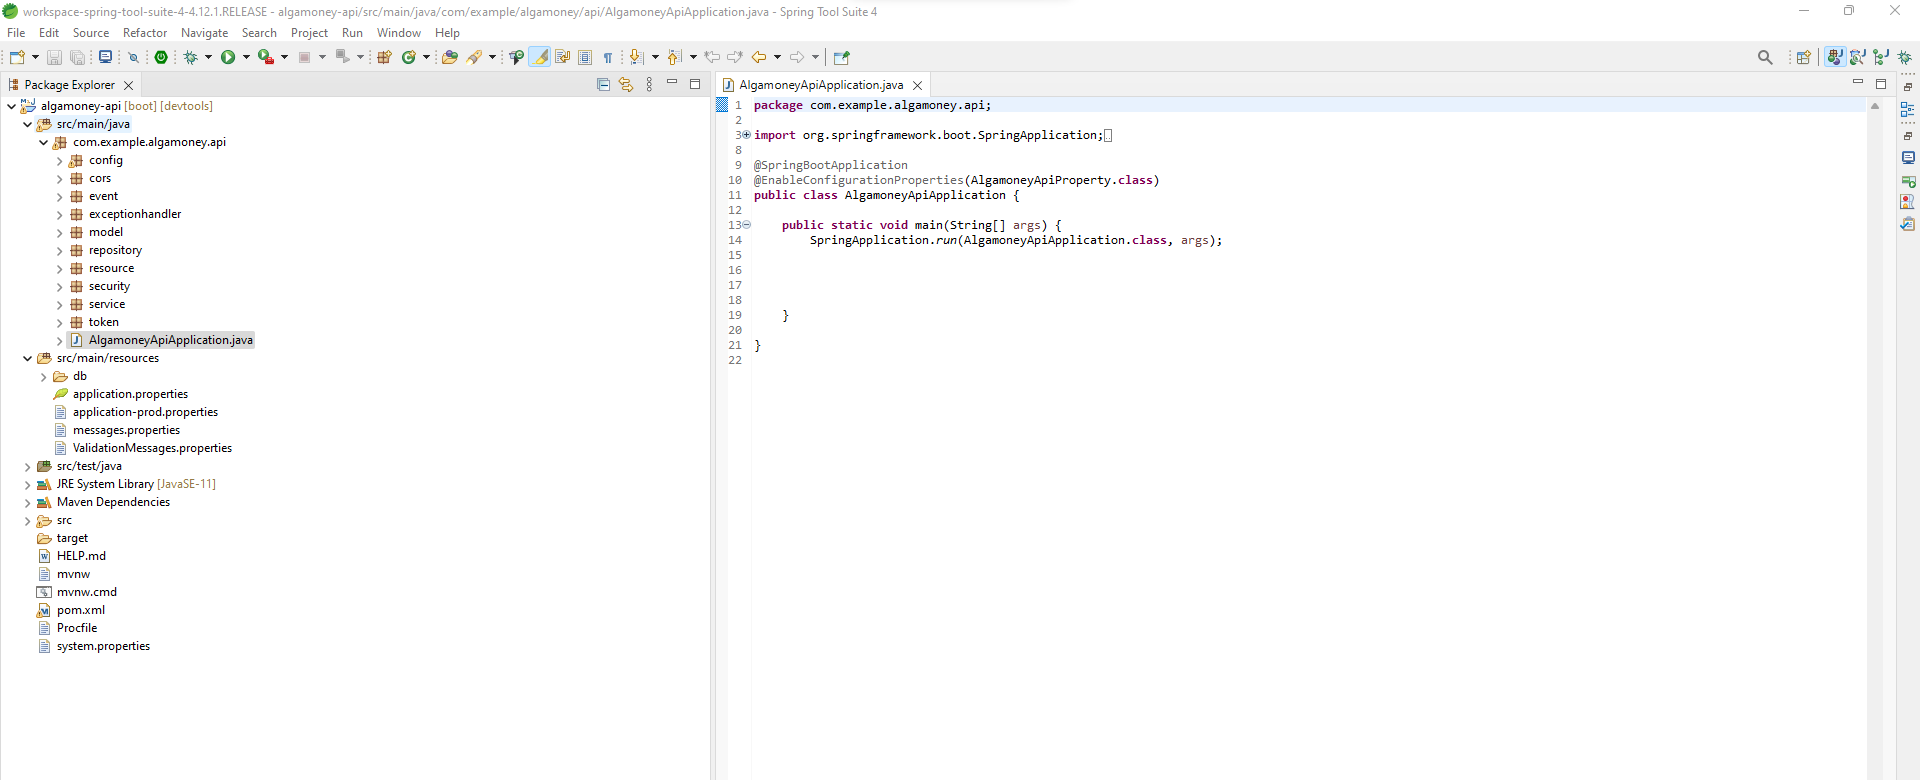 workspace-spring-tool-suite-4-4.12.1.RELEASE - algamoney-api/src/main/java/com/example/algamoney/api/AlgamoneyApiApplication.java - Spring Tool Suite 4
File Edit Source Refactor Navigate Search Project Run Window Help
Package Explorer
algamoney-api [boot] [devtools]
src/main/java
com.example.algamoney.api
config
cors
event
exceptionhandler
model
repository
resource
security
service
token
AlgamoneyApiApplication.java
src/main/resources
db
application.properties
application-prod.properties
messages.properties
ValidationMessages.properties
src/test/java
JRE System Library [JavaSE-11]
Maven Dependencies
src
target
HELP.md
mvnw
mvnw.cmd
pom.xml
Procfile
system.properties
AlgamoneyApiApplication.java
1 package com.example.algamoney.api;
2
3 import org.springframework.boot.SpringApplication;
8
9 @SpringBootApplication
10 @EnableConfigurationProperties(AlgamoneyApiProperty.class)
11 public class AlgamoneyApiApplication {
12
13 public static void main(String[] args) {
14 SpringApplication.run(AlgamoneyApiApplication.class, args);
15
16
17
18
19 }
20
21 }
22